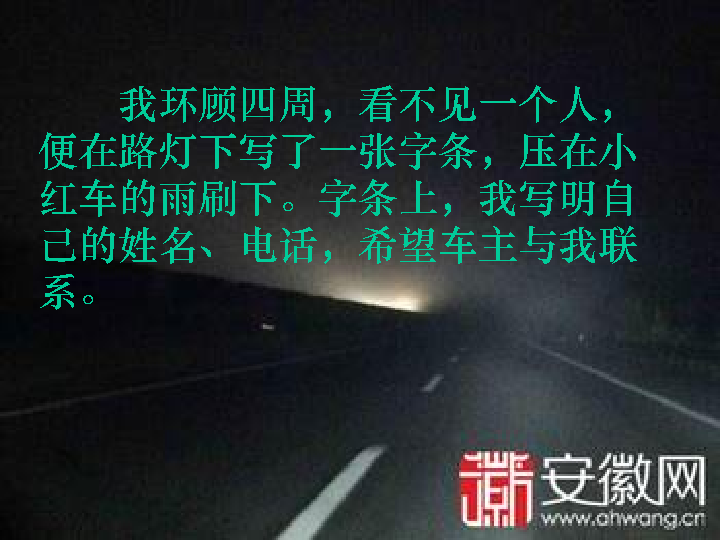 我环顾四周，看不见一个人，
便在路灯下写了一张字条，压在小
红车的雨刷下。字条上，我写明自
己的姓名、电话，希望车主与我联
系。
安徽网
www.ahwang.cn